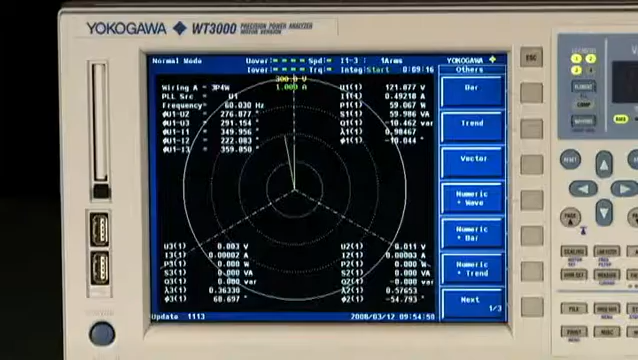 YOKOGAWA WT3000 PRECISION POWER ANALYZER
MOTOR VERSION
Normal Mode Uover: Spd: I1-3 : 1Arms YOKOGAWA
Iover: Trq: Integ:Start 0:09:16 Others
300.0 V
1.000 A
Wiring A = 3P4W
PLL Src = U1
Frequency= 60.030 Hz
ΦU1-U2 = 276.877 °
ΦU1-U3 = 291.154 °
ΦU1-I1 = 349.956 °
ΦU1-I2 = 222.083 °
ΦU1-I3 = 359.850 °
U1(1) 121.877 V
I1(1) 0.49218 A
P1(1) 59.067 W
S1(1) 59.986 VA
Q1(1) -10.462 var
λ1(1) 0.98467
Φ1(1) -10.044 °
U3(1) 0.003 V
I3(1) 0.00002 A
P3(1) 0.000 W
S3(1) 0.000 VA
Q3(1) 0.000 var
λ3(1) 0.36330
Φ3(1) 68.697 °
U2(1) 0.011 V
I2(1) 0.00003 A
P2(1) 0.000 W
S2(1) 0.000 VA
Q2(1) -0.000 var
λ2(1) 0.57653
Φ2(1) -54.793 °
Update 1113 2008/03/12 09:54:50
Bar
Trend
Vector
Numeric
+ Wave
Numeric
+ Bar
Numeric
+ Trend
Next
1/3
ESC
RESET
PAGE